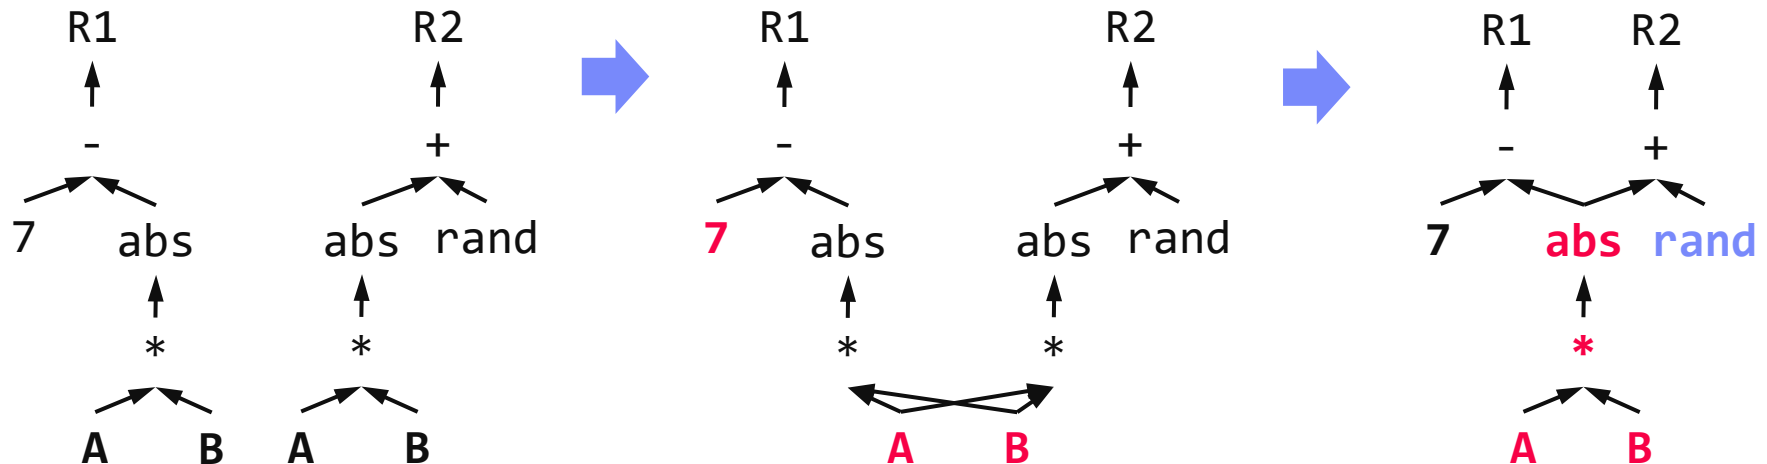 R1 R2 R1 R2 R1 R2
- + - + - +
7 abs abs rand 7 abs abs rand 7 abs rand
* * * * *
A B A B A B A B